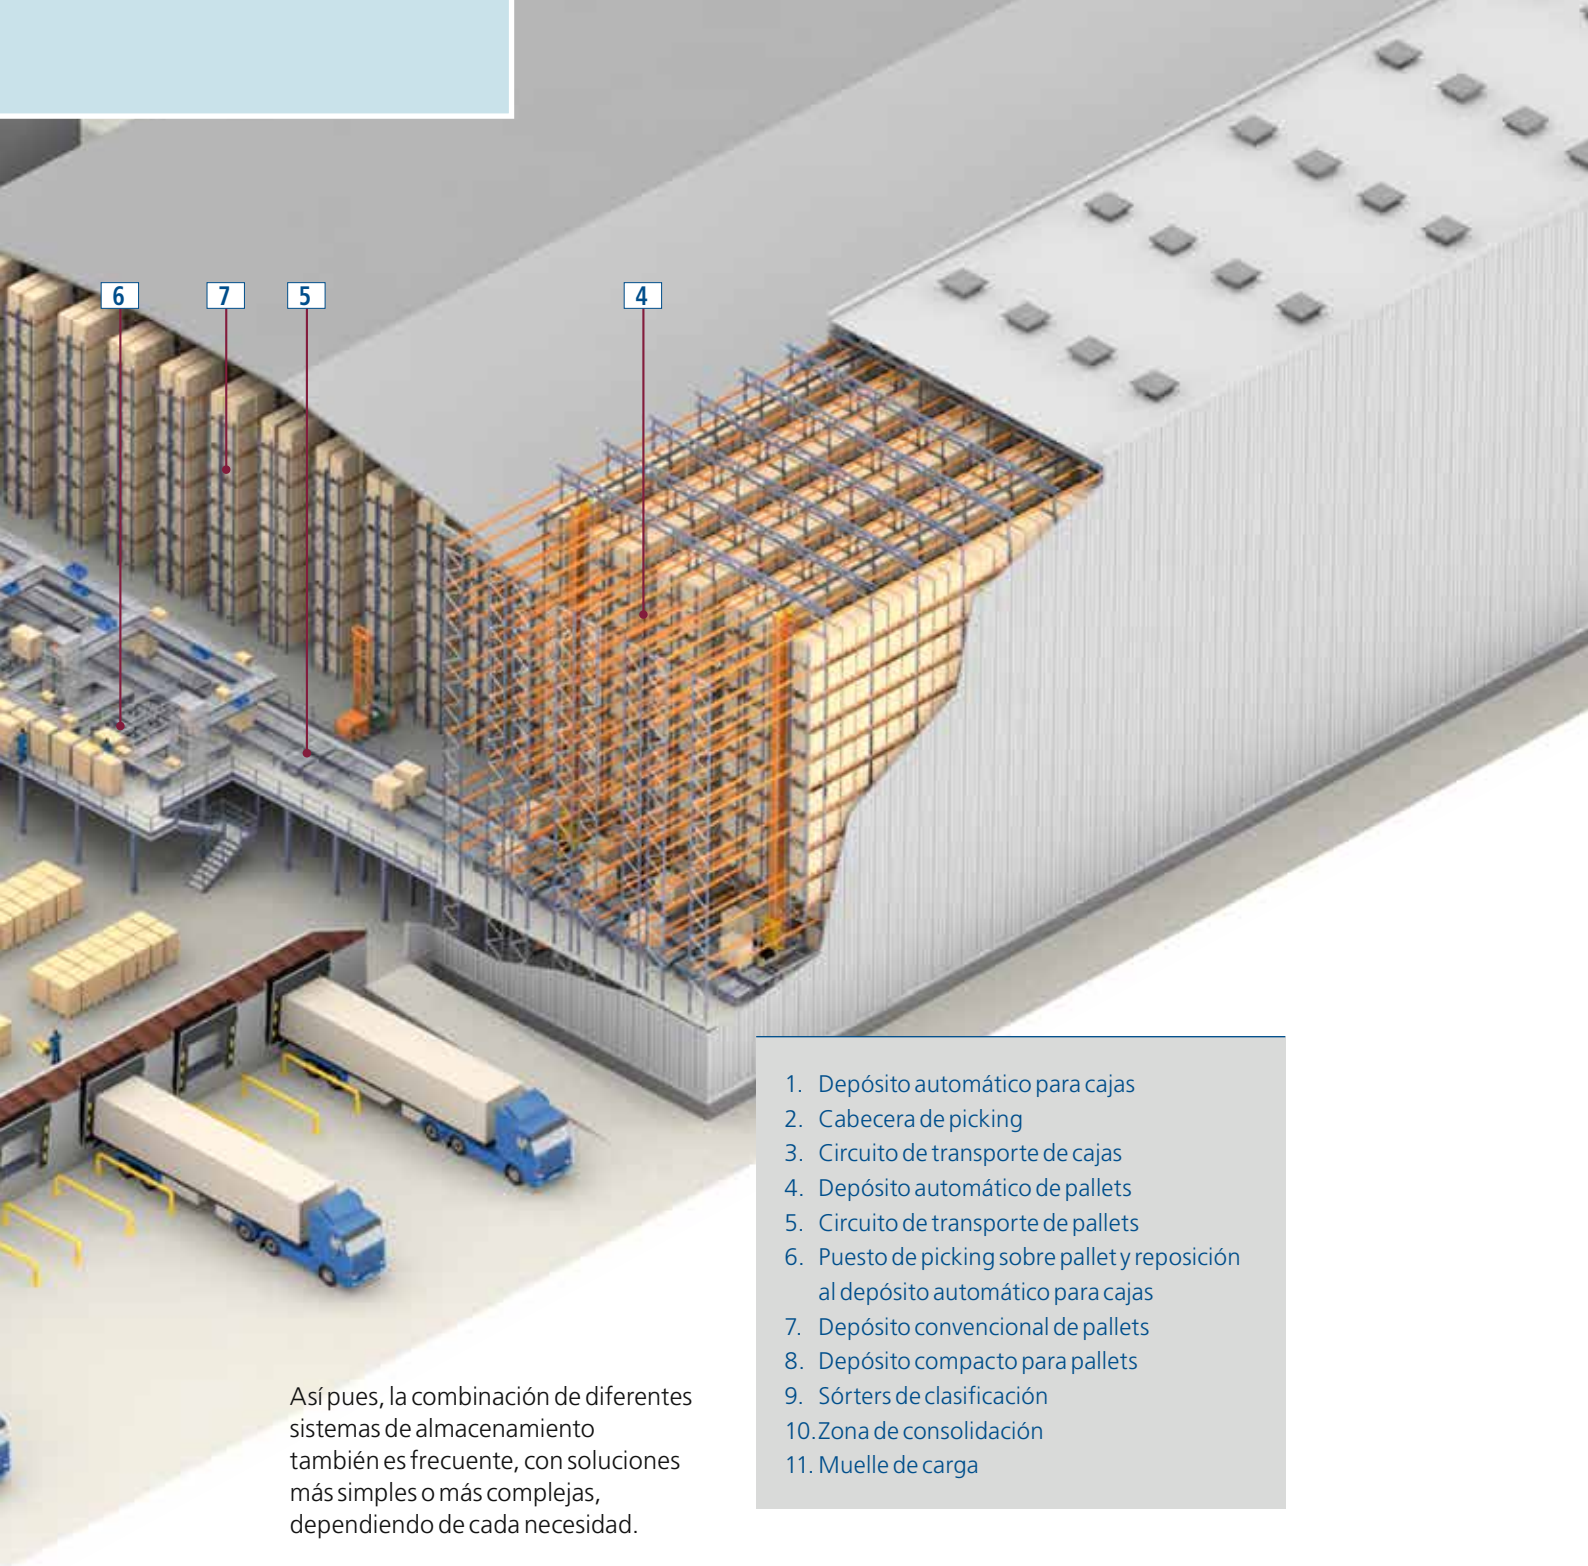 6
7
5
4
1. Depósito automático para cajas
2. Cabecera de picking
3. Circuito de transporte de cajas
4. Depósito automático de pallets
5. Circuito de transporte de pallets
6. Puesto de picking sobre pallet y reposición
al depósito automático para cajas
7. Depósito convencional de pallets
8. Depósito compacto para pallets
9. Sórters de clasificación
10. Zona de consolidación
11. Muelle de carga
Así pues, la combinación de diferentes
sistemas de almacenamiento
también es frecuente, con soluciones
más simples o más complejas,
dependiendo de cada necesidad.